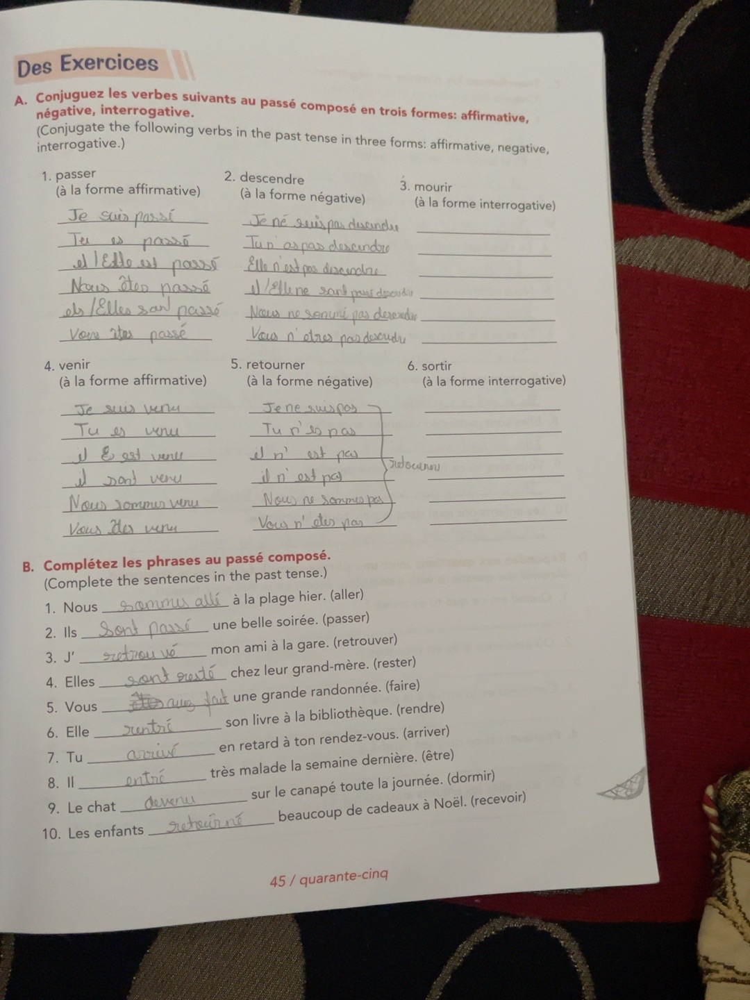 Des Exercices
A. Conjuguez les verbes suivants au passé composé en trois formes: affirmative,
négative, interrogative.
(Conjugate the following verbs in the past tense in three forms: affirmative, negative,
interrogative.)
1. passer
(à la forme affirmative)
Je suis passé
Tu es passé
il/Elle est passé
Nous êtes passé
ils/Elles sont passé
Vous êtes passé
2. descendre
(à la forme négative)
Je né suis pas descendre
Tu n'as pas descendre
Elle n'est pas descendre
il/Elle ne sont pas
Nous ne pas
Vous n'etres pas descendu
3. mourir
(à la forme interrogative)
4. venir
(à la forme affirmative)
Je suis venu
Tu es venu
il E est venu
il sont venu
Nous sommes venu
Vous êtes venu
5. retourner
(à la forme négative)
Je ne suis pas
Tu n'es pas
il n'est pas
il n'est pas
Nous ne sommes pas
Vous n'etes pas
6. sortir
(à la forme interrogative)
B. Complétez les phrases au passé composé.
(Complete the sentences in the past tense.)
1. Nous sommes allé à la plage hier. (aller)
2. Ils sont passé une belle soirée. (passer)
3. J' retrouvé mon ami à la gare. (retrouver)
4. Elles sont resté chez leur grand-mère. (rester)
5. Vous fait une grande randonnée. (faire)
6. Elle rentré son livre à la bibliothèque. (rendre)
7. Tu arrivé en retard à ton rendez-vous. (arriver)
8. Il entré très malade la semaine dernière. (être)
9. Le chat devenu sur le canapé toute la journée. (dormir)
10. Les enfants retourné beaucoup de cadeaux à Noël. (recevoir)
45 / quarante-cinq